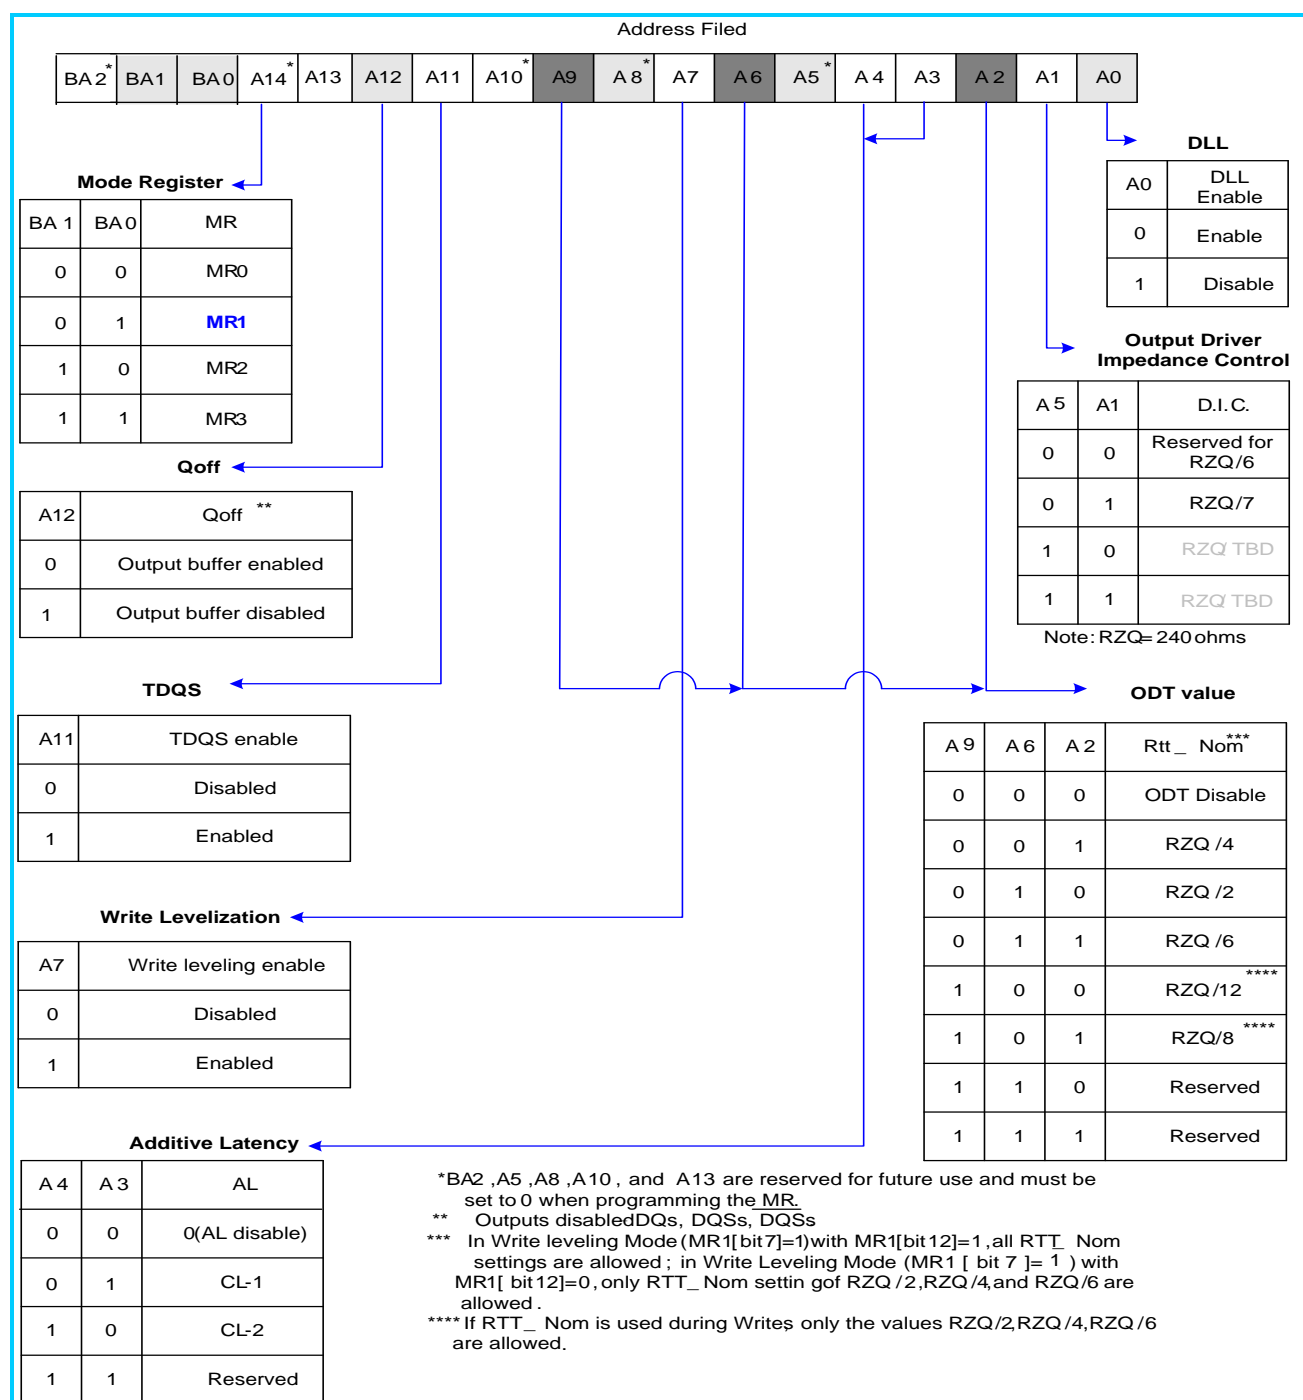 Address Filed
BA2* BA1 BA0 A14* A13 A12 A11 A10* A9 A8* A7 A6 A5* A4 A3 A2 A1 A0
DLL
A0 DLL Enable
0 Enable
1 Disable
Mode Register
BA1 BA0 MR
0 0 MR0
0 1 MR1
1 0 MR2
1 1 MR3
Output Driver
Impedance Control
A5 A1 D.I.C.
0 0 Reserved for RZQ/6
0 1 RZQ/7
1 0 RZQ/TBD
1 1 RZQ/TBD
Note: RZQ=240 ohms
Qoff
A12 Qoff **
0 Output buffer enabled
1 Output buffer disabled
TDQS
A11 TDQS enable
0 Disabled
1 Enabled
ODT value
A9 A6 A2 Rtt_ Nom***
0 0 0 ODT Disable
0 0 1 RZQ/4
0 1 0 RZQ/2
0 1 1 RZQ/6
1 0 0 RZQ/12 ****
1 0 1 RZQ/8 ****
1 1 0 Reserved
1 1 1 Reserved
Write Levelization
A7 Write leveling enable
0 Disabled
1 Enabled
Additive Latency
A4 A3 AL
0 0 0(AL disable)
0 1 CL-1
1 0 CL-2
1 1 Reserved
*BA2 ,A5 ,A8 ,A10 , and A13 are reserved for future use and must be
set to 0 when programming the MR.
** Outputs disabledDQs, DQSs, DQSs
*** In Write leveling Mode (MR1[bit7]=1)with MR1[bit12]=1,all RTT_ Nom
settings are allowed ; in Write Leveling Mode (MR1 [ bit 7 ]= 1 ) with
MR1[ bit12]=0, only RTT_ Nom settin gof RZQ/2,RZQ/4,and RZQ/6 are
allowed .
**** If RTT_ Nom is used during Writes, only the values RZQ/2,RZQ/4,RZQ/6
are allowed.